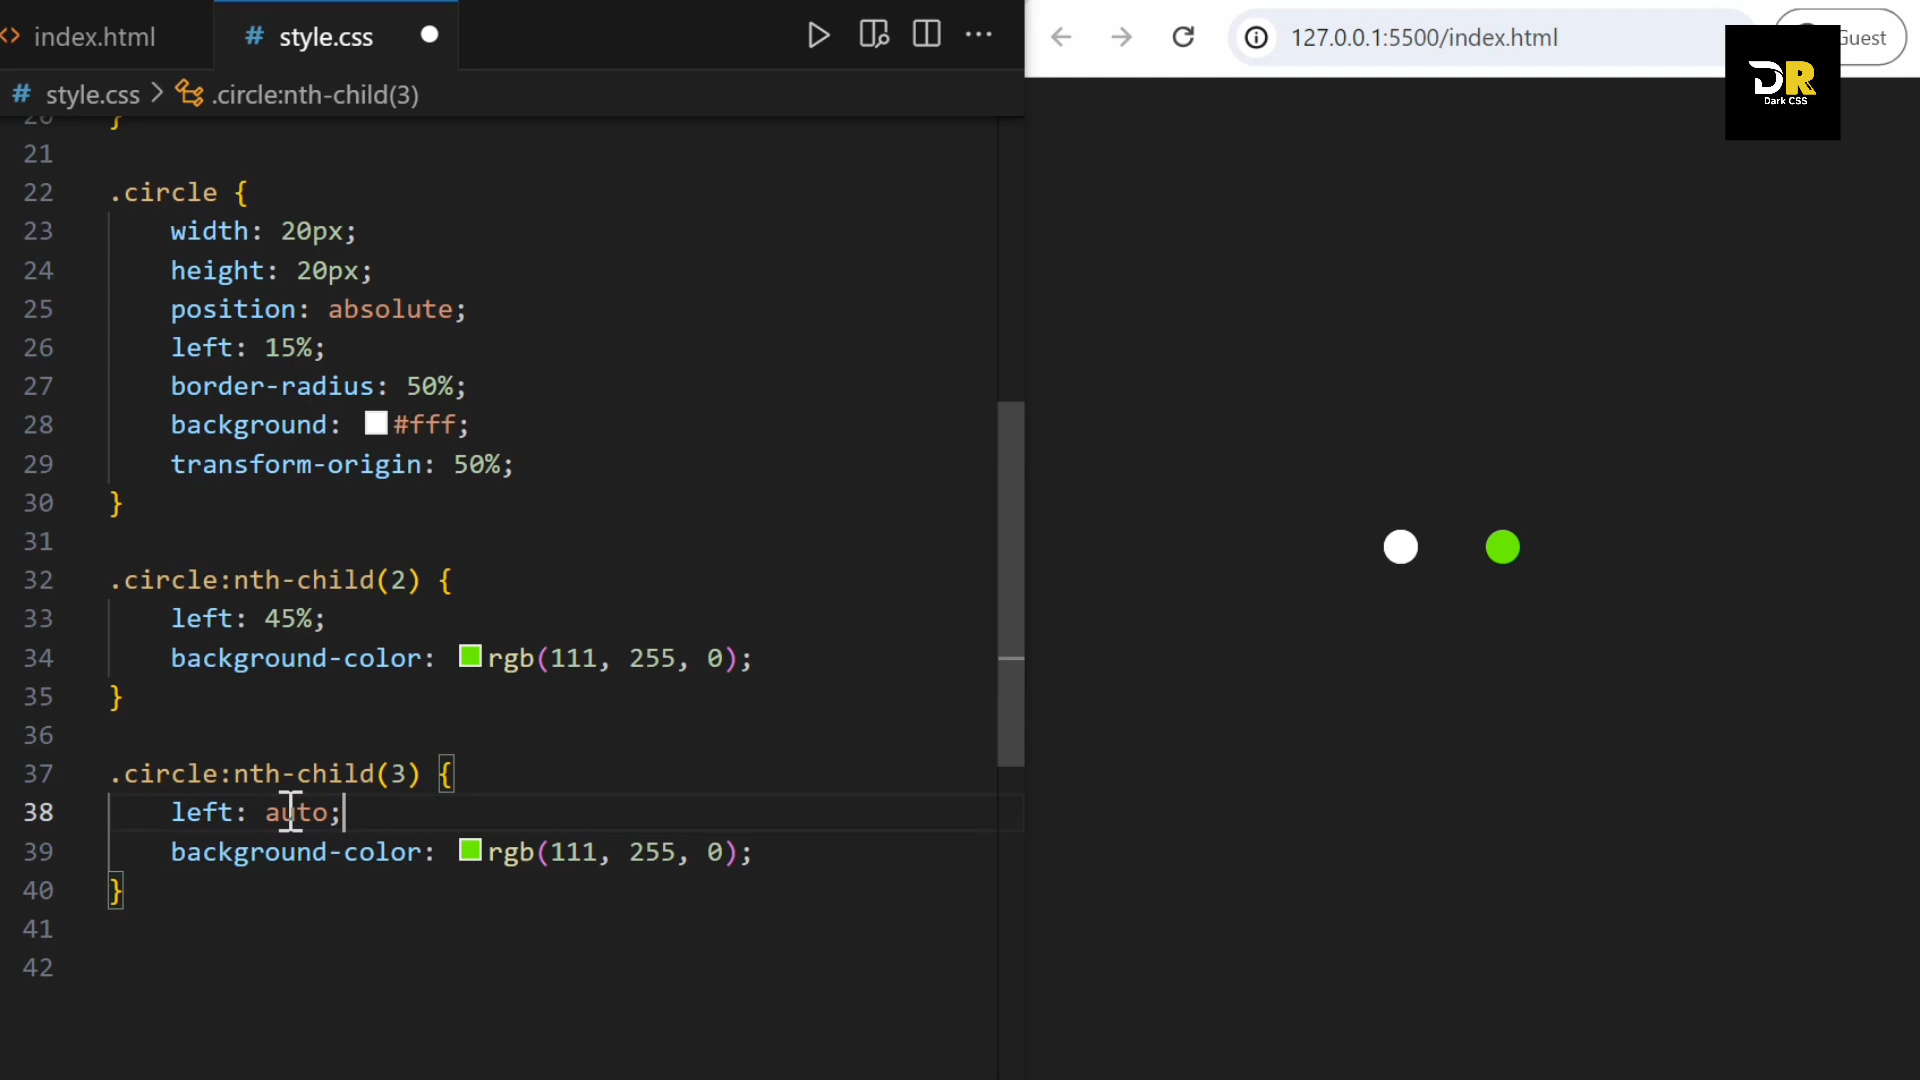 index.html
# style.css
127.0.0.1:5500/index.html
Guest
DR
Dark CSS
# style.css > .circle:nth-child(3)
20 }
21
22 .circle {
23 width: 20px;
24 height: 20px;
25 position: absolute;
26 left: 15%;
27 border-radius: 50%;
28 background: #fff;
29 transform-origin: 50%;
30 }
31
32 .circle:nth-child(2) {
33 left: 45%;
34 background-color: rgb(111, 255, 0);
35 }
36
37 .circle:nth-child(3) {
38 left: auto;
39 background-color: rgb(111, 255, 0);
40 }
41
42